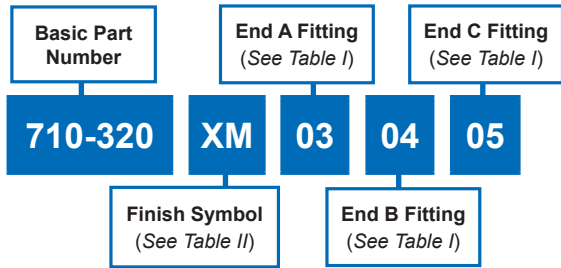 Basic Part
Number
End A Fitting
(See Table I)
End C Fitting
(See Table I)
710-320
XM
03
04
05
Finish Symbol
(See Table II)
End B Fitting
(See Table I)